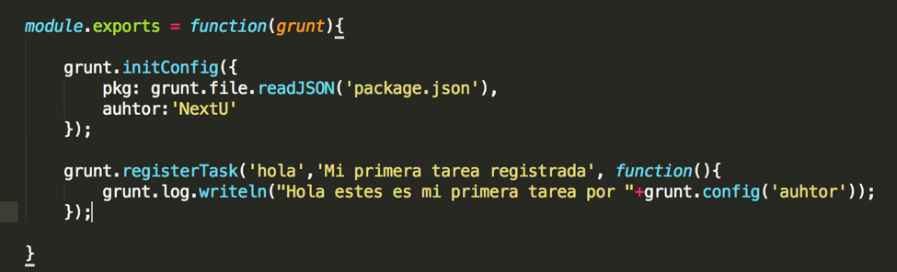 module.exports = function(grunt){
grunt.initConfig({
pkg: grunt.file.readJSON('package.json'),
auhtor:'NextU'
});
grunt.registerTask('hola','Mi primera tarea registrada', function(){
grunt.log.writeln("Hola estes es mi primera tarea por "+grunt.config('auhtor'));
});
}